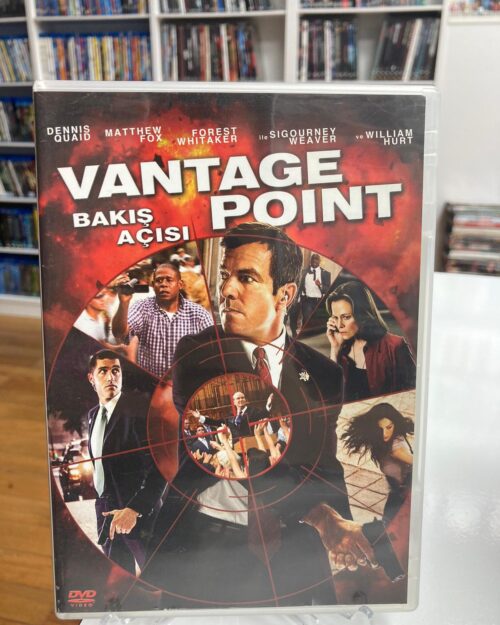 DENNIS QUAID MATTHEW FOX FOREST WHITAKER ile SIGOURNEY WEAVER ve WILLIAM HURT
VANTAGE
POINT
BAKIŞ
AÇISI
DVD
VIDEO